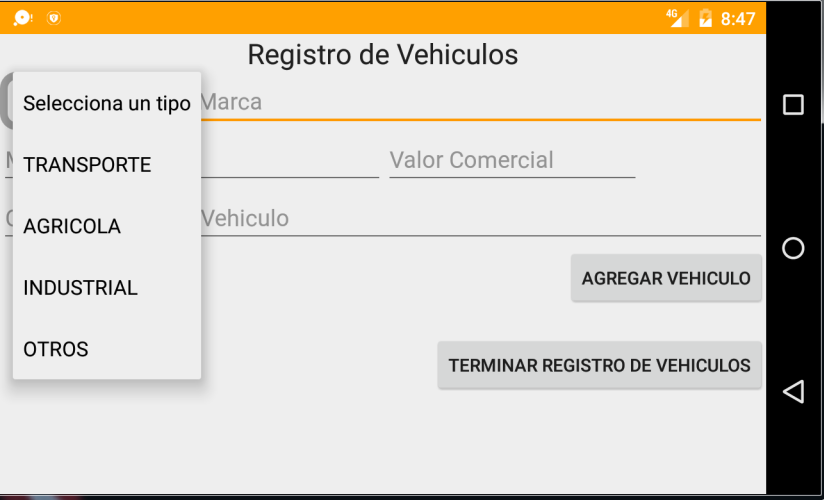 4G 8:47
Registro de Vehiculos
Selecciona un tipo
Marca
TRANSPORTE
Valor Comercial
AGRICOLA
Vehiculo
INDUSTRIAL
AGREGAR VEHICULO
OTROS
TERMINAR REGISTRO DE VEHICULOS